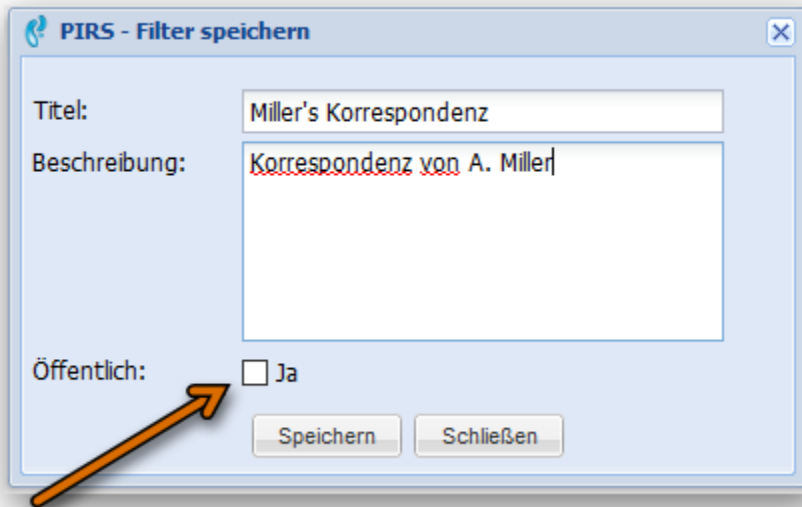 PIRS - Filter speichern
Titel: Miller's Korrespondenz
Beschreibung: Korrespondenz von A. Miller
Öffentlich: Ja
Speichern Schließen